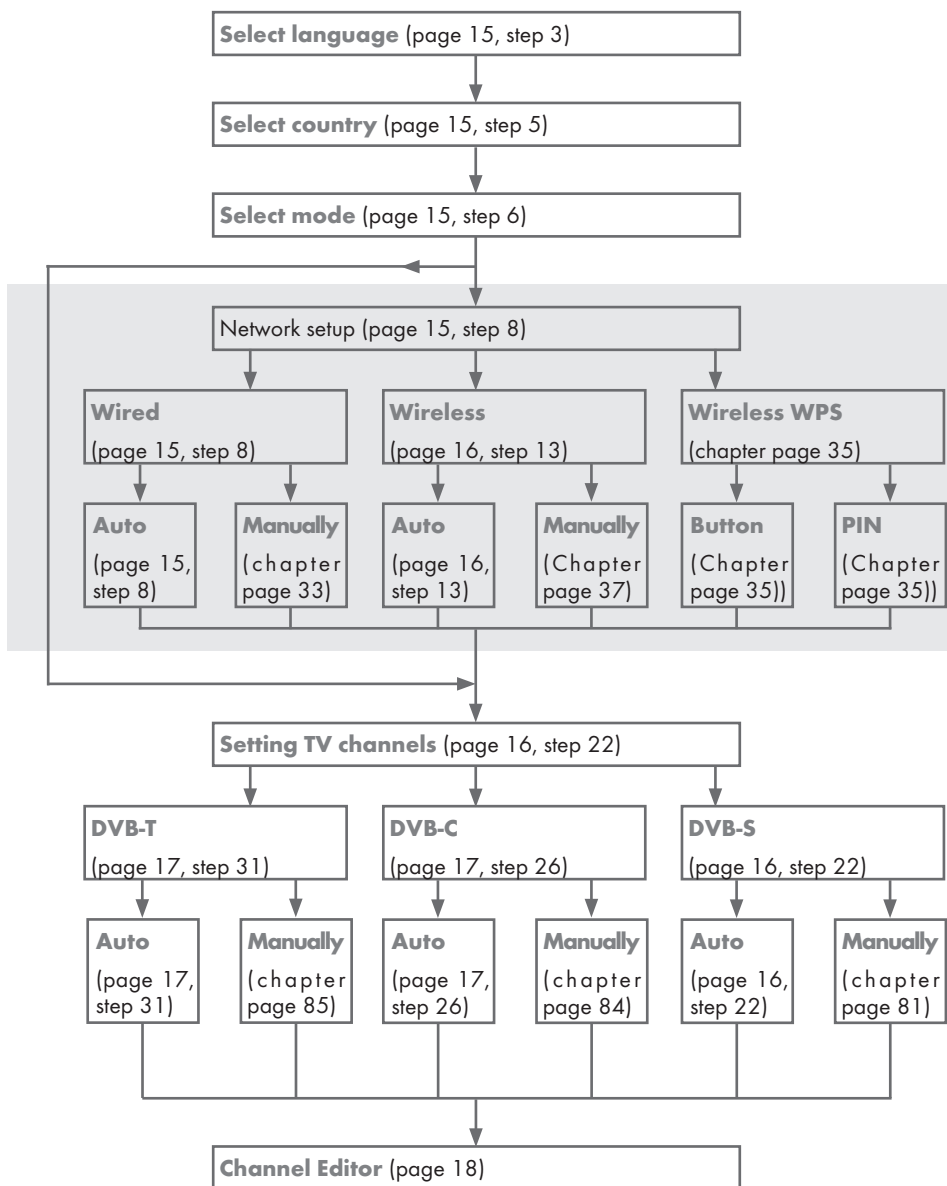 Select language (page 15, step 3)
Select country (page 15, step 5)
Select mode (page 15, step 6)
Network setup (page 15, step 8)
Wired
(page 15, step 8)
Wireless
(page 16, step 13)
Wireless WPS
(chapter page 35)
Auto
(page 15,
step 8)
Manually
(chapter
page 33)
Auto
(page 16,
step 13)
Manually
(Chapter
page 37)
Button
(Chapter
page 35))
PIN
(Chapter
page 35))
Setting TV channels (page 16, step 22)
DVB-T
(page 17, step 31)
DVB-C
(page 17, step 26)
DVB-S
(page 16, step 22)
Auto
(page 17,
step 31)
Manually
(chapter
page 85)
Auto
(page 17,
step 26)
Manually
(chapter
page 84)
Auto
(page 16,
step 22)
Manually
(chapter
page 81)
Channel Editor (page 18)